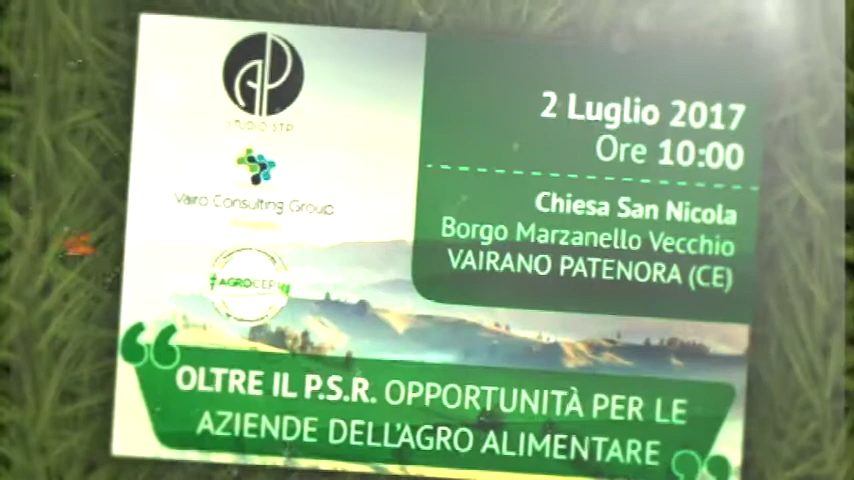 AP
STUDIO STP
Vairo Consulting Group
2 Luglio 2017
Ore 10:00
Chiesa San Nicola
Borgo Marzanello Vecchio
VAIRANO PATENORA (CE)
“OLTRE IL P.S.R. OPPORTUNITÀ PER LE
AZIENDE DELL'AGRO ALIMENTARE”